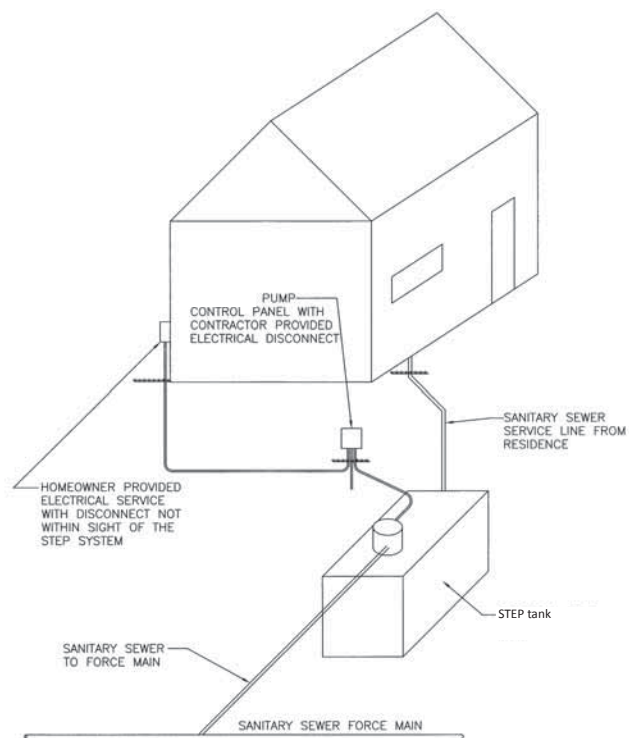 PUMP
CONTROL PANEL WITH
CONTRACTOR PROVIDED
ELECTRICAL DISCONNECT
SANITARY SEWER
SERVICE LINE FROM
RESIDENCE
HOMEOWNER PROVIDED
ELECTRICAL SERVICE
WITH DISCONNECT NOT
WITHIN SIGHT OF THE
STEP SYSTEM
STEP tank
SANITARY SEWER
TO FORCE MAIN
SANITARY SEWER FORCE MAIN